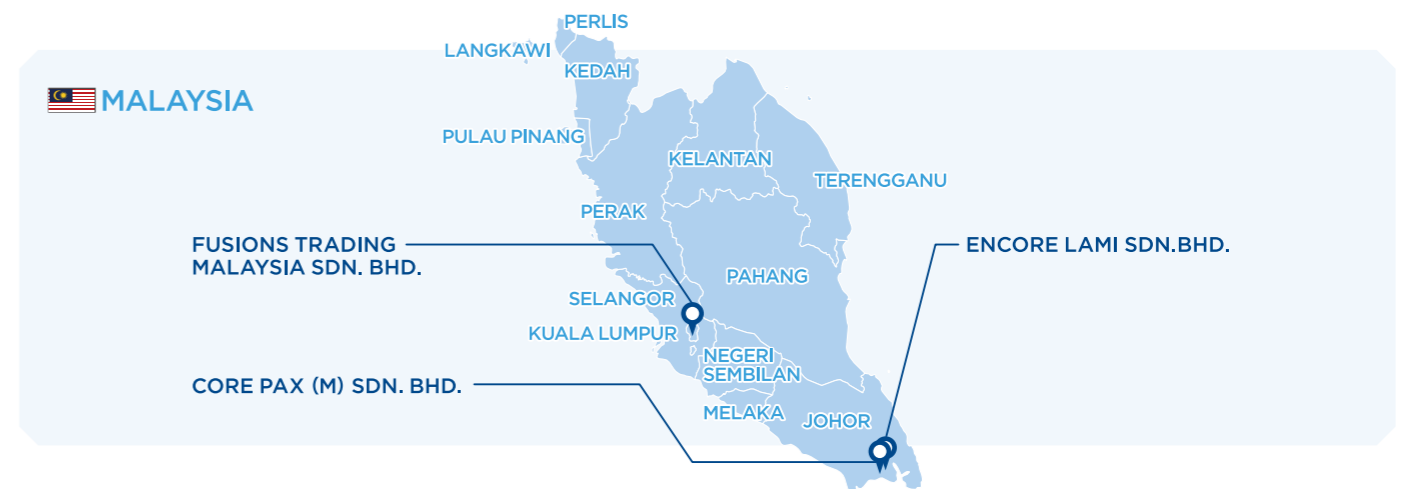 PERLIS
LANGKAWI
KEDAH
MALAYSIA
PULAU PINANG
KELANTAN
TERENGGANU
PERAK
FUSIONS TRADING
MALAYSIA SDN. BHD.
ENCORE LAMI SDN.BHD.
PAHANG
SELANGOR
KUALA LUMPUR
NEGERI
SEMBILAN
CORE PAX (M) SDN. BHD.
MELAKA
JOHOR